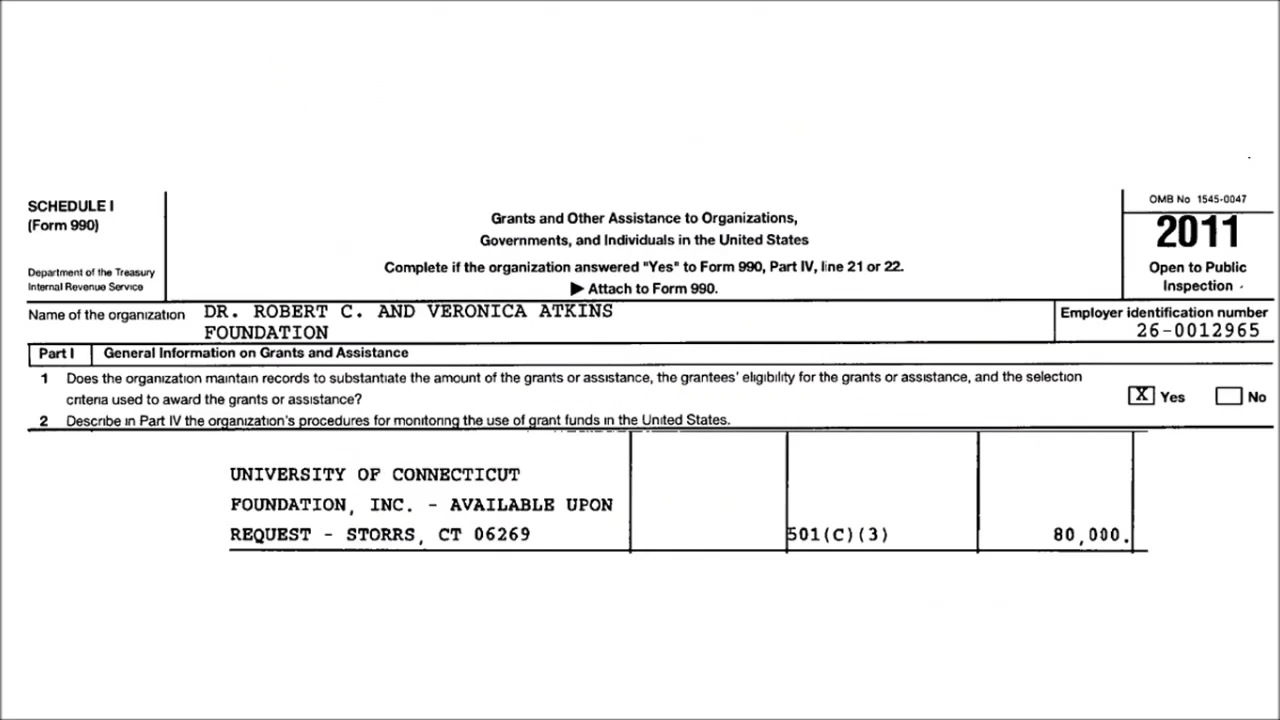 SCHEDULE I
(Form 990)
Department of the Treasury
Internal Revenue Service
Grants and Other Assistance to Organizations,
Governments, and Individuals in the United States
Complete if the organization answered "Yes" to Form 990, Part IV, line 21 or 22.
▶ Attach to Form 990.
OMB No 1545-0047
2011
Open to Public
Inspection
Name of the organization DR. ROBERT C. AND VERONICA ATKINS
FOUNDATION
Employer identification number
26-0012965
Part I General Information on Grants and Assistance
1 Does the organization maintain records to substantiate the amount of the grants or assistance, the grantees' eligibility for the grants or assistance, and the selection
criteria used to award the grants or assistance?
X Yes No
2 Describe in Part IV the organization's procedures for monitoring the use of grant funds in the United States.
UNIVERSITY OF CONNECTICUT
FOUNDATION, INC. - AVAILABLE UPON
REQUEST - STORRS, CT 06269 501(C)(3) 80,000.